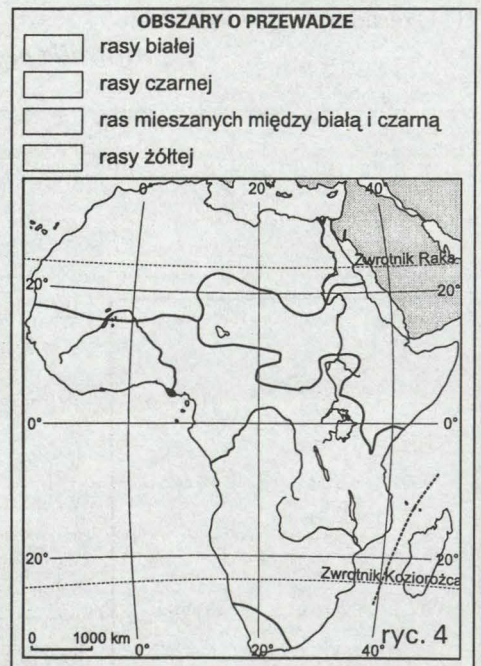 OBSZARY O PRZEWADZE
rasy białej
rasy czarnej
ras mieszanych między białą i czarną
rasy żółtej
0° 20° 40°
Zwrotnik Raka
20° 20°
0° 0°
20° 20°
Zwrotnik Koziorożca
0 1000 km 0° 20° 40° ryc. 4